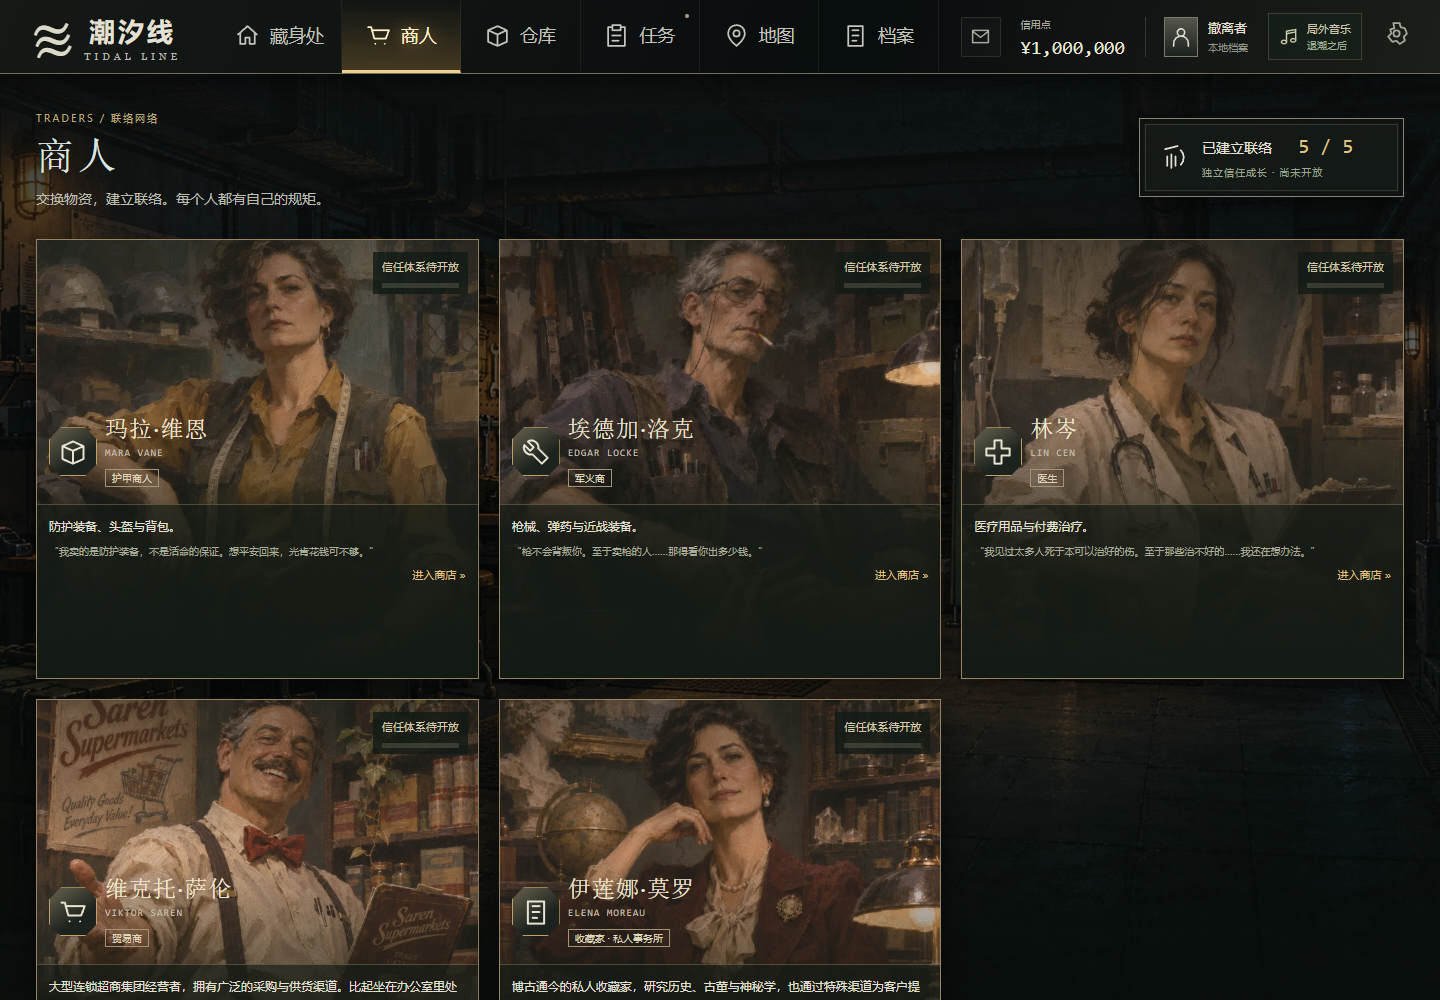 潮汐线
TIDAL LINE
藏身处
商人
仓库
任务
地图
档案
信用点
¥1,000,000
撤离者
本地档案
局外音乐
退潮之后
TRADERS / 联络网络
商人
交换物资，建立联络。每个人都有自己的规矩。
已建立联络 5 / 5
独立信任成长 · 尚未开放
信任体系待开放
玛拉·维恩
MARA VANE
护甲商人
防护装备、头盔与背包。
“我卖的是防护装备，不是活命的保证。想平安回来，光肯花钱可不够。”
进入商店 »
信任体系待开放
埃德加·洛克
EDGAR LOCKE
军火商
枪械、弹药与近战装备。
“枪不会背叛你。至于卖枪的人……那得看你出多少钱。”
进入商店 »
信任体系待开放
林岑
LIN CEN
医生
医疗用品与付费治疗。
“我见过太多人死于本可以治好的伤。至于那些治不好的……我还在想办法。”
进入商店 »
Saren
Supermarkets
Quality Goods
Everyday Value!
信任体系待开放
维克托·萨伦
VIKTOR SAREN
贸易商
Saren
Supermarkets
大型连锁超商集团经营者，拥有广泛的采购与供货渠道。比起坐在办公室里处
信任体系待开放
伊莲娜·莫罗
ELENA MOREAU
收藏家 · 私人事务所
博古通今的私人收藏家，研究历史、古董与神秘学，也通过特殊渠道为客户提